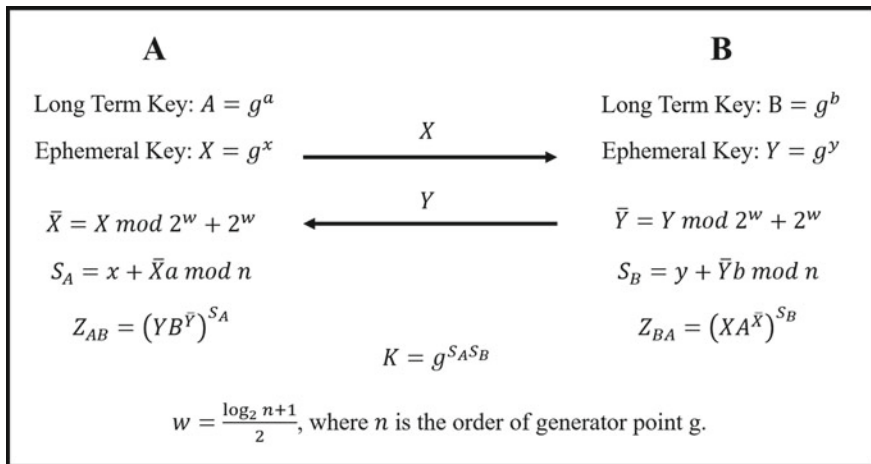 A
B
Long Term Key: A = g^a
Long Term Key: B = g^b
X
Ephemeral Key: X = g^x
Ephemeral Key: Y = g^y
Y
X̄ = X mod 2^w + 2^w
Ȳ = Y mod 2^w + 2^w
S_A = x + X̄a mod n
S_B = y + Ȳb mod n
Z_AB = (YB^Ȳ)^S_A
Z_BA = (XA^X̄)^S_B
K = g^(S_A S_B)
w = (log₂ n+1)/2, where n is the order of generator point g.